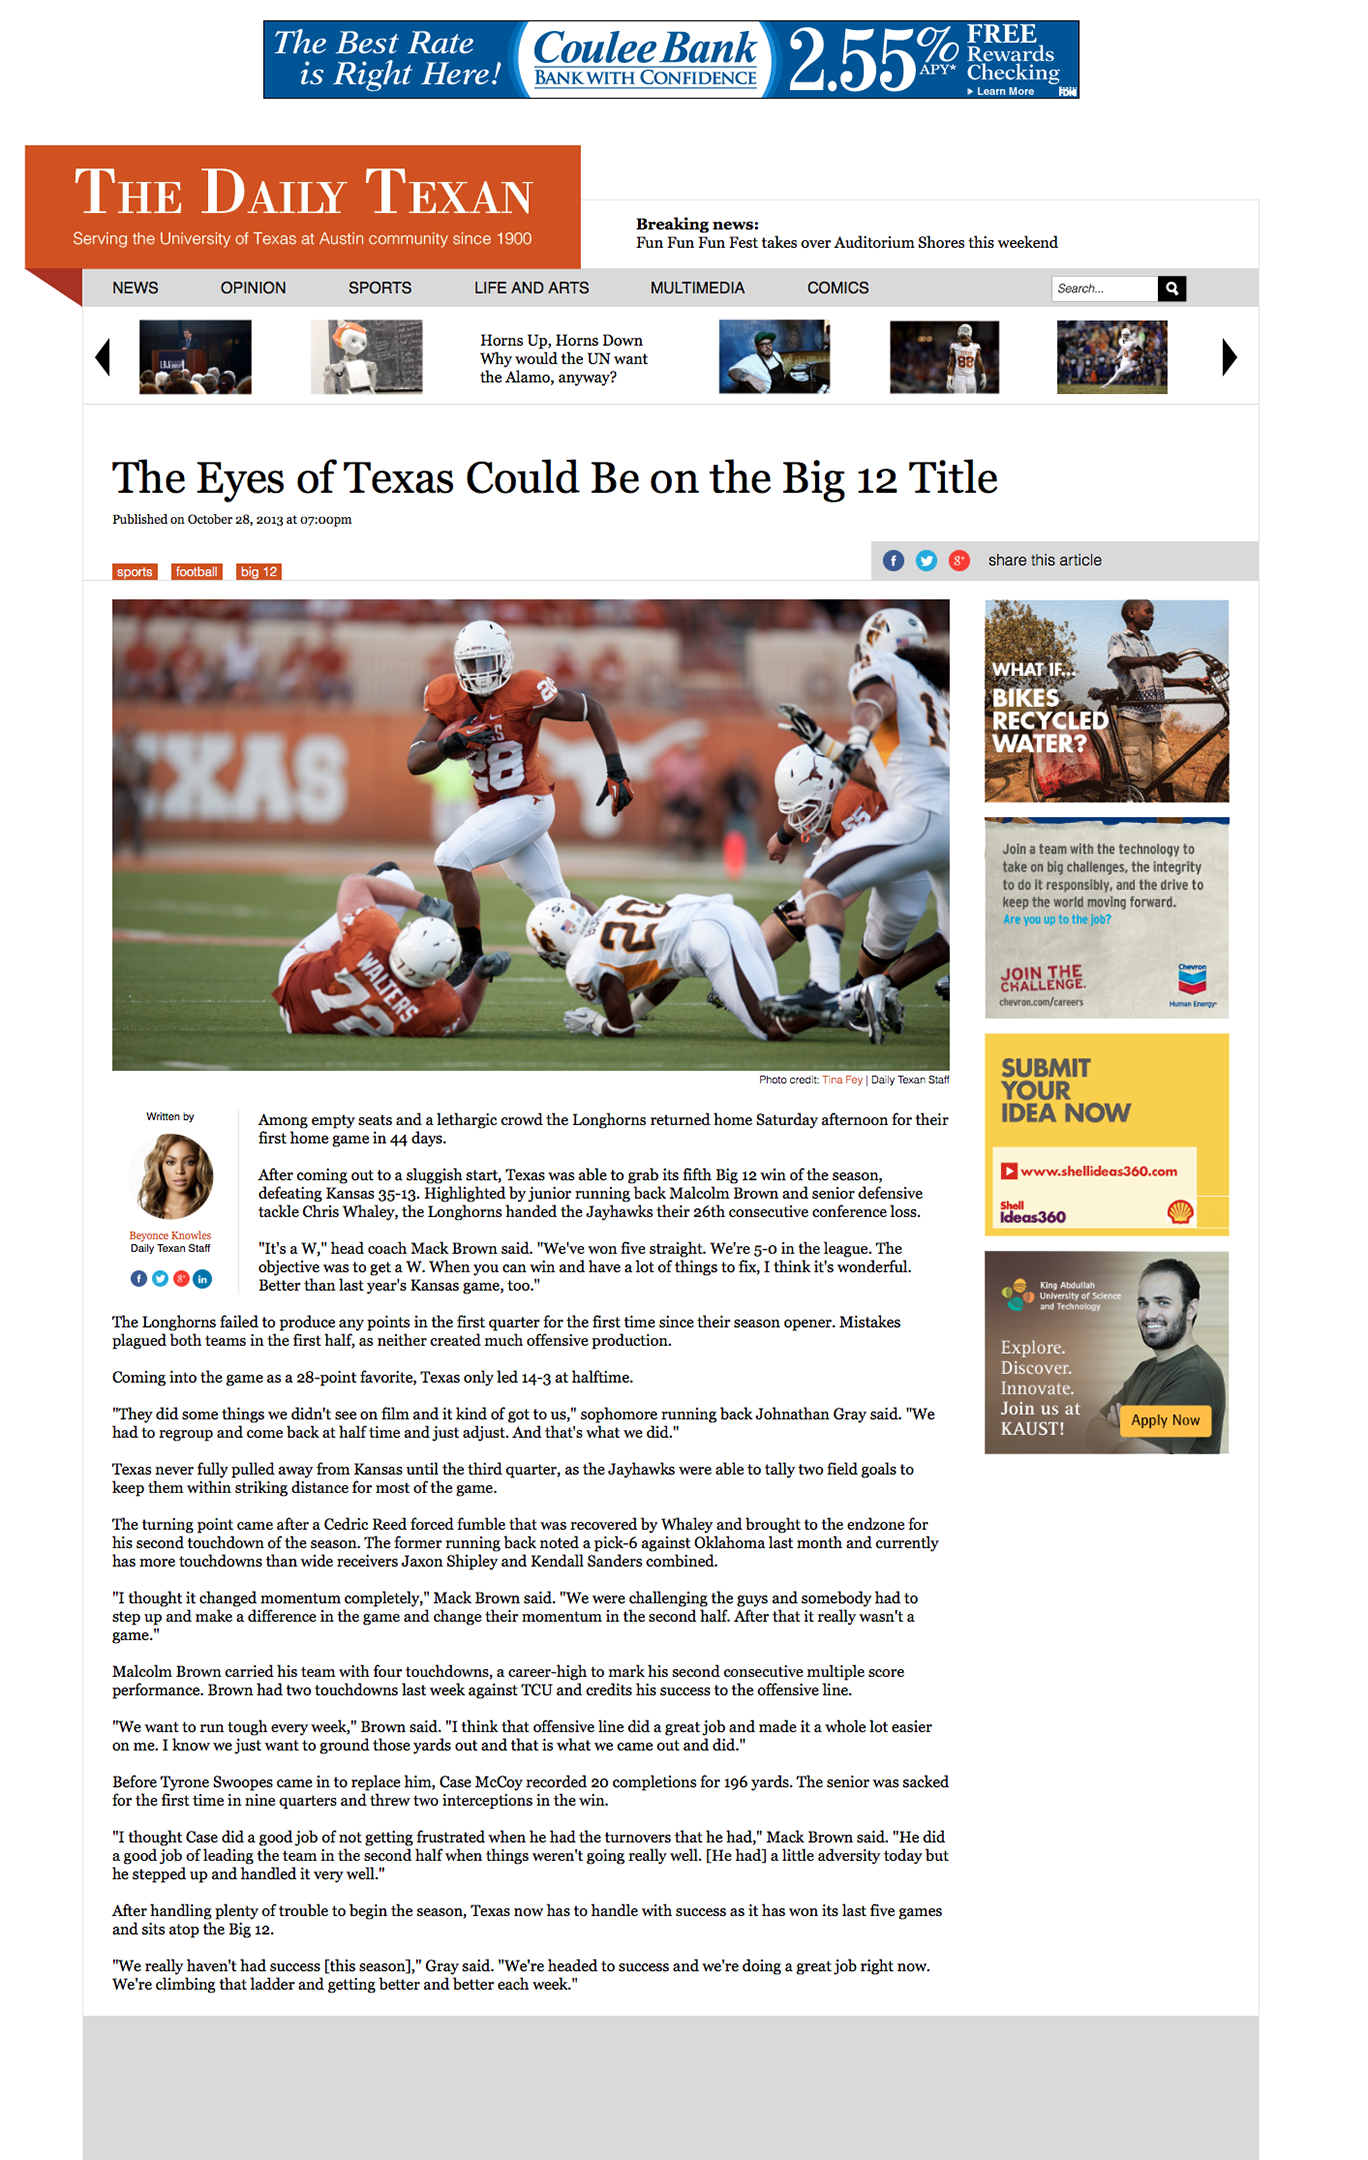 The Best Rate
is Right Here!
Coulee Bank
BANK WITH CONFIDENCE
2.55%
APY*
FREE
Rewards
Checking
Learn More
THE DAILY TEXAN
Serving the University of Texas at Austin community since 1900
Breaking news:
Fun Fun Fun Fest takes over Auditorium Shores this weekend
NEWS
OPINION
SPORTS
LIFE AND ARTS
MULTIMEDIA
COMICS
Search...
LBJ
Horns Up, Horns Down
Why would the UN want
the Alamo, anyway?
88
The Eyes of Texas Could Be on the Big 12 Title
Published on October 28, 2013 at 07:00pm
sports
football
big 12
share this article
EXAS
28
28
WALTERS
72
77
20
55
Photo credit: Tina Fey | Daily Texan Staff
WHAT IF...
BIKES
RECYCLED
WATER?
Join a team with the technology to
take on big challenges, the integrity
to do it responsibly, and the drive to
keep the world moving forward.
Are you up to the job?
JOIN THE
CHALLENGE.
chevron.com/careers
Chevron
Human Energy®
SUBMIT
YOUR
IDEA NOW
www.shellideas360.com
Shell
Ideas360
King Abdullah
University of Science
and Technology
Explore.
Discover.
Innovate.
Join us at
KAUST!
Apply Now
Written by
Beyonce Knowles
Daily Texan Staff
Among empty seats and a lethargic crowd the Longhorns returned home Saturday afternoon for their
first home game in 44 days.
After coming out to a sluggish start, Texas was able to grab its fifth Big 12 win of the season,
defeating Kansas 35-13. Highlighted by junior running back Malcolm Brown and senior defensive
tackle Chris Whaley, the Longhorns handed the Jayhawks their 26th consecutive conference loss.
"It's a W," head coach Mack Brown said. "We've won five straight. We're 5-0 in the league. The
objective was to get a W. When you can win and have a lot of things to fix, I think it's wonderful.
Better than last year's Kansas game, too."
The Longhorns failed to produce any points in the first quarter for the first time since their season opener. Mistakes
plagued both teams in the first half, as neither created much offensive production.
Coming into the game as a 28-point favorite, Texas only led 14-3 at halftime.
"They did some things we didn't see on film and it kind of got to us," sophomore running back Johnathan Gray said. "We
had to regroup and come back at half time and just adjust. And that's what we did."
Texas never fully pulled away from Kansas until the third quarter, as the Jayhawks were able to tally two field goals to
keep them within striking distance for most of the game.
The turning point came after a Cedric Reed forced fumble that was recovered by Whaley and brought to the endzone for
his second touchdown of the season. The former running back noted a pick-6 against Oklahoma last month and currently
has more touchdowns than wide receivers Jaxon Shipley and Kendall Sanders combined.
"I thought it changed momentum completely," Mack Brown said. "We were challenging the guys and somebody had to
step up and make a difference in the game and change their momentum in the second half. After that it really wasn't a
game."
Malcolm Brown carried his team with four touchdowns, a career-high to mark his second consecutive multiple score
performance. Brown had two touchdowns last week against TCU and credits his success to the offensive line.
"We want to run tough every week," Brown said. "I think that offensive line did a great job and made it a whole lot easier
on me. I know we just want to ground those yards out and that is what we came out and did."
Before Tyrone Swoopes came in to replace him, Case McCoy recorded 20 completions for 196 yards. The senior was sacked
for the first time in nine quarters and threw two interceptions in the win.
"I thought Case did a good job of not getting frustrated when he had the turnovers that he had," Mack Brown said. "He did
a good job of leading the team in the second half when things weren't going really well. [He had] a little adversity today but
he stepped up and handled it very well."
After handling plenty of trouble to begin the season, Texas now has to handle with success as it has won its last five games
and sits atop the Big 12.
"We really haven't had success [this season]," Gray said. "We're headed to success and we're doing a great job right now.
We're climbing that ladder and getting better and better each week."